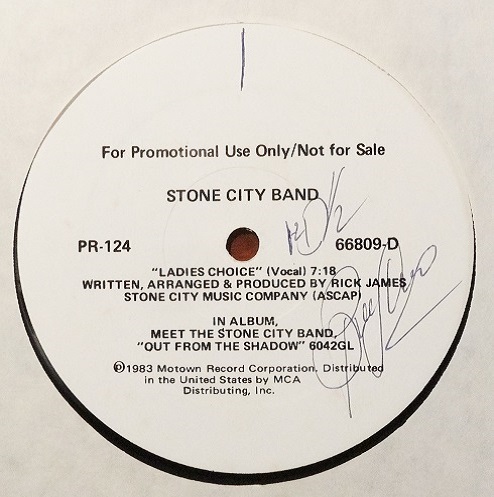 For Promotional Use Only/Not for Sale
STONE CITY BAND
PR-124 66809-D
"LADIES CHOICE" (Vocal) 7:18
WRITTEN, ARRANGED & PRODUCED BY RICK JAMES
STONE CITY MUSIC COMPANY (ASCAP)
IN ALBUM,
MEET THE STONE CITY BAND,
"OUT FROM THE SHADOW" 6042GL
℗1983 Motown Record Corporation, Distributed
in the United States by MCA
Distributing, Inc.